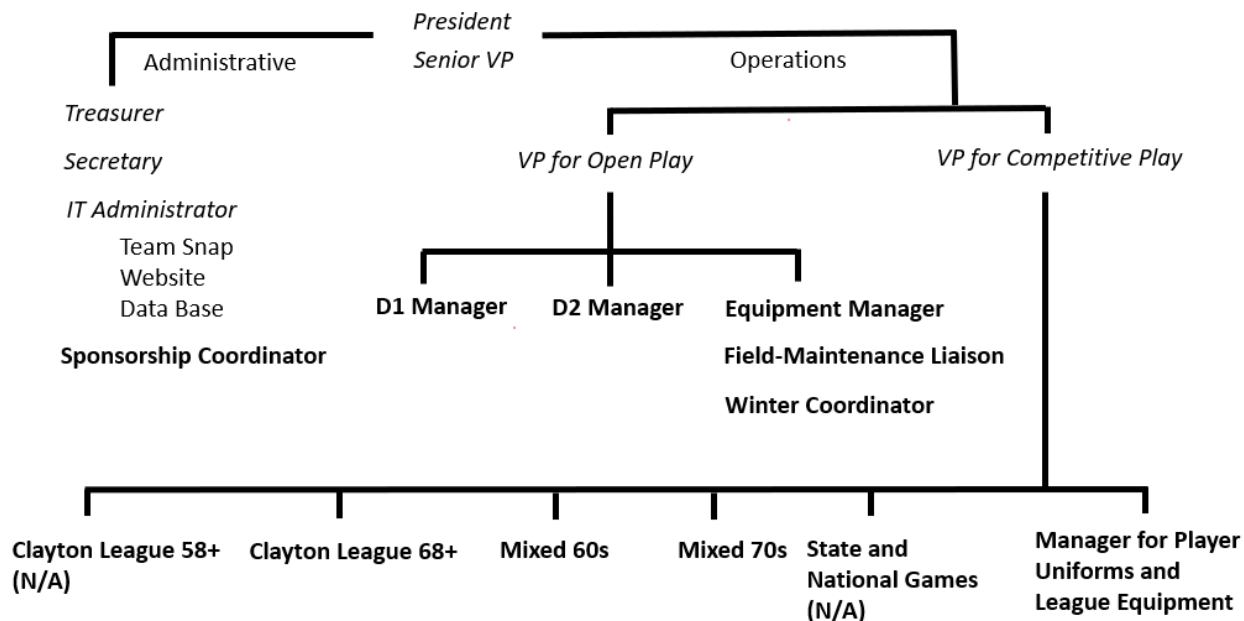 President
Administrative
Senior VP
Operations
Treasurer
Secretary
VP for Open Play
VP for Competitive Play
IT Administrator
Team Snap
Website
Data Base
D1 Manager
D2 Manager
Equipment Manager
Sponsorship Coordinator
Field-Maintenance Liaison
Winter Coordinator
Clayton League 58+
(N/A)
Clayton League 68+
Mixed 60s
Mixed 70s
State and
National Games
(N/A)
Manager for Player
Uniforms and
League Equipment